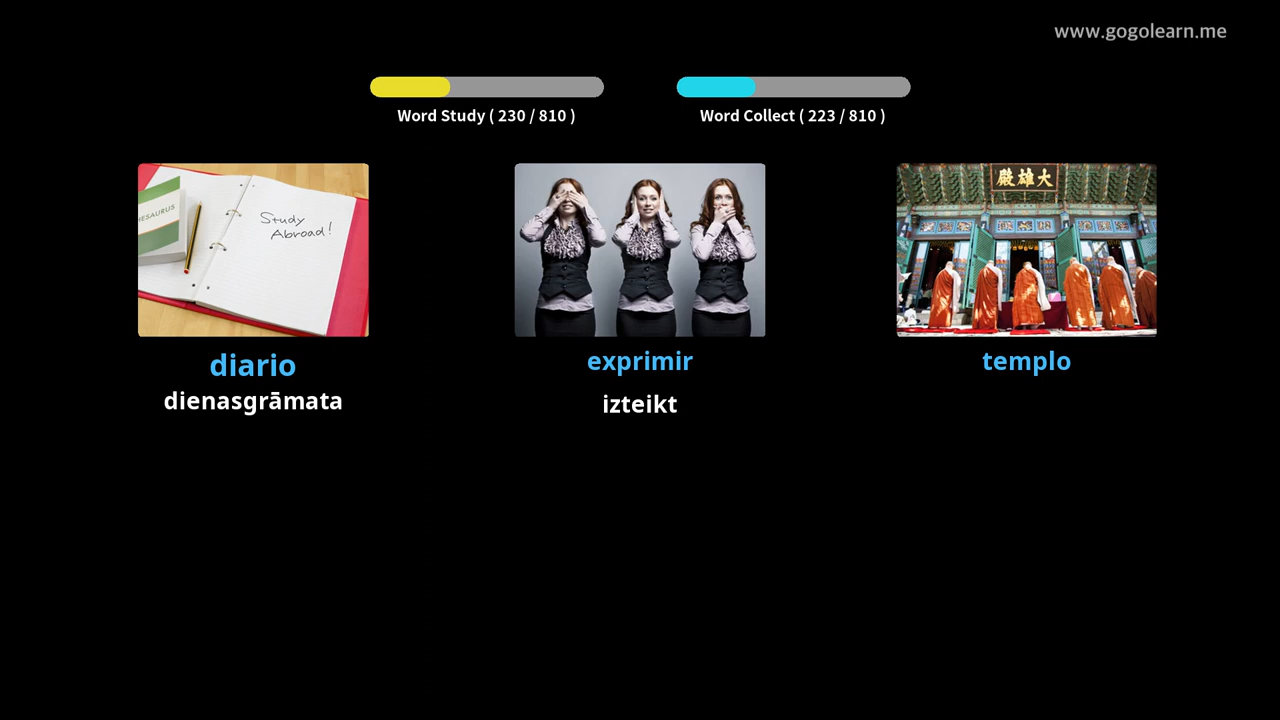 www.gogolearn.me
Word Study ( 230 / 810 )
Word Collect ( 223 / 810 )
ESAURUS
Study
Abroad!
大雄殿
diario
exprimir
templo
dienasgrāmata
izteikt